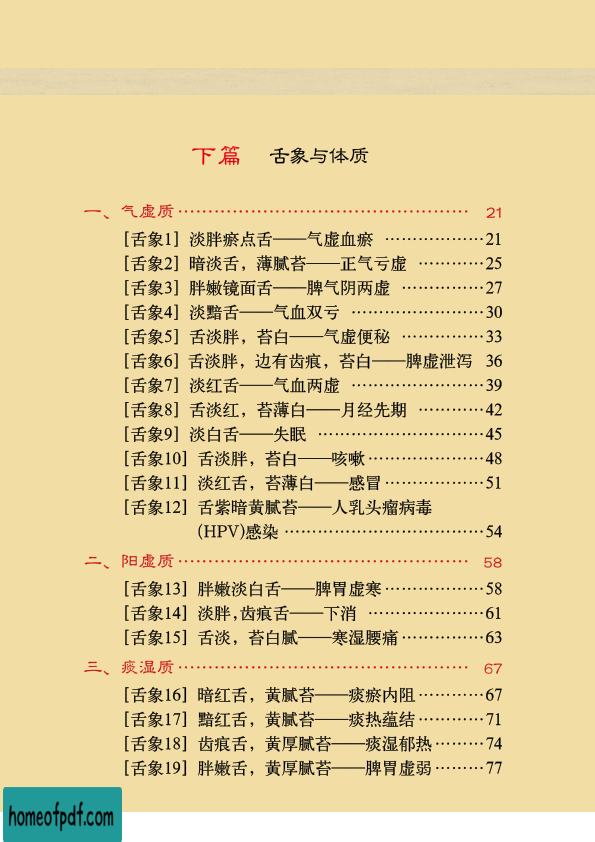 下篇 舌象与体质
一、气虚质……………………………………………… 21
[舌象1] 淡胖瘀点舌——气虚血瘀 ………………21
[舌象2] 暗淡舌，薄腻苔——正气亏虚 …………25
[舌象3] 胖嫩镜面舌——脾气阴两虚 ……………27
[舌象4] 淡黯舌——气血双亏 ……………………30
[舌象5] 舌淡胖，苔白——气虚便秘 ……………33
[舌象6] 舌淡胖，边有齿痕，苔白——脾虚泄泻 36
[舌象7] 淡红舌——气血两虚 ……………………39
[舌象8] 舌淡红，苔薄白——月经先期 …………42
[舌象9] 淡白舌——失眠 …………………………45
[舌象10] 舌淡胖，苔白——咳嗽…………………48
[舌象11] 淡红舌，苔薄白——感冒………………51
[舌象12] 舌紫暗黄腻苔——人乳头瘤病毒
(HPV)感染 ………………………………54
二、阳虚质……………………………………………… 58
[舌象13] 胖嫩淡白舌——脾胃虚寒………………58
[舌象14] 淡胖,齿痕舌——下消 …………………61
[舌象15] 舌淡，苔白腻——寒湿腰痛……………63
三、痰湿质……………………………………………… 67
[舌象16] 暗红舌，黄腻苔——痰瘀内阻…………67
[舌象17] 黯红舌，黄腻苔——痰热蕴结…………71
[舌象18] 齿痕舌，黄厚腻苔——痰湿郁热………74
[舌象19] 胖嫩舌，黄厚腻苔——脾胃虚弱………77
homeofpdf.com